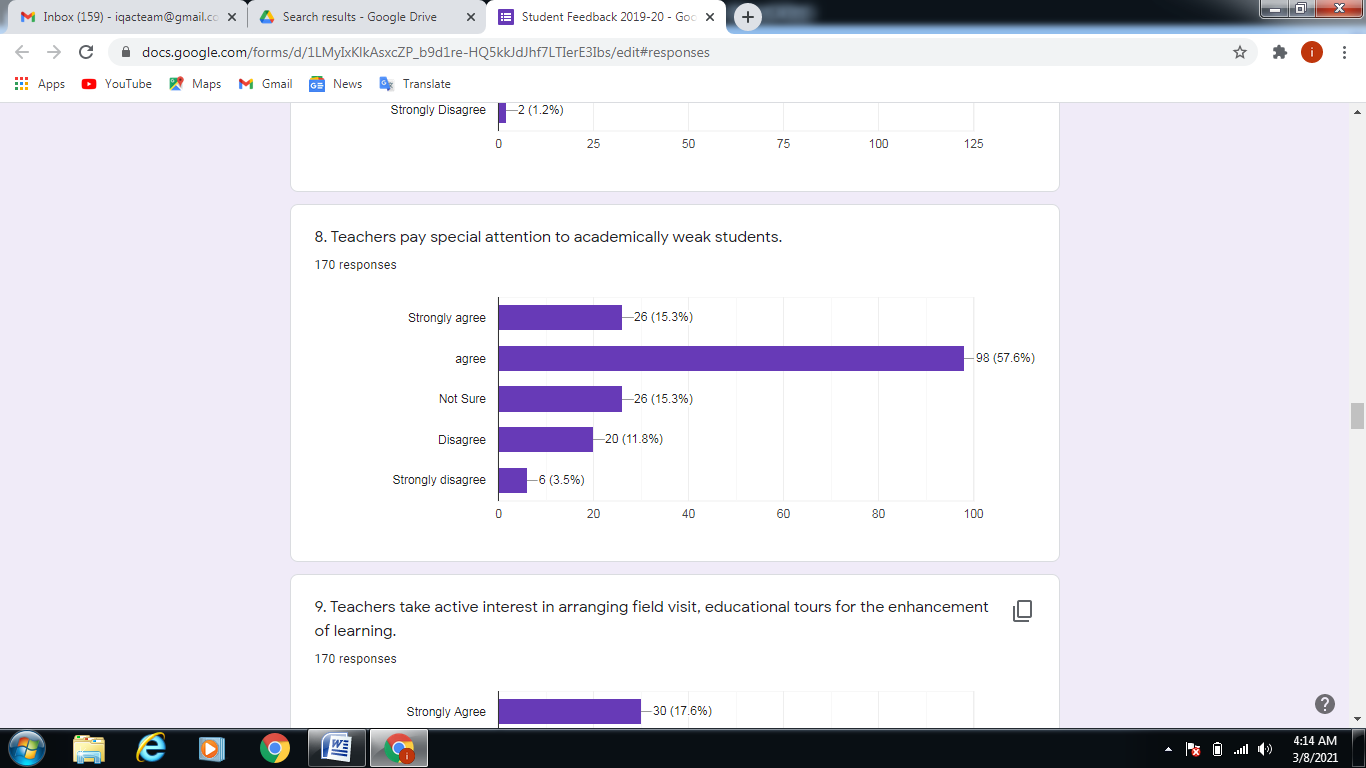 Inbox (159) - iqacteam@gmail.co
Search results - Google Drive
Student Feedback 2019-20 - Goo
docs.google.com/forms/d/1LMyIxKlkAsxcZP_b9d1re-HQ5kkJdJhf7LTIerE3Ibs/edit#responses
i
Apps
YouTube
Maps
Gmail
GE News
Translate
Strongly Disagree 2 (1.2%)
0 25 50 75 100 125
8. Teachers pay special attention to academically weak students.
170 responses
Strongly agree 26 (15.3%)
agree 98 (57.6%)
Not Sure 26 (15.3%)
Disagree 20 (11.8%)
Strongly disagree 6 (3.5%)
0 20 40 60 80 100
9. Teachers take active interest in arranging field visit, educational tours for the enhancement
of learning.
170 responses
Strongly Agree 30 (17.6%)
4:14 AM
3/8/2021